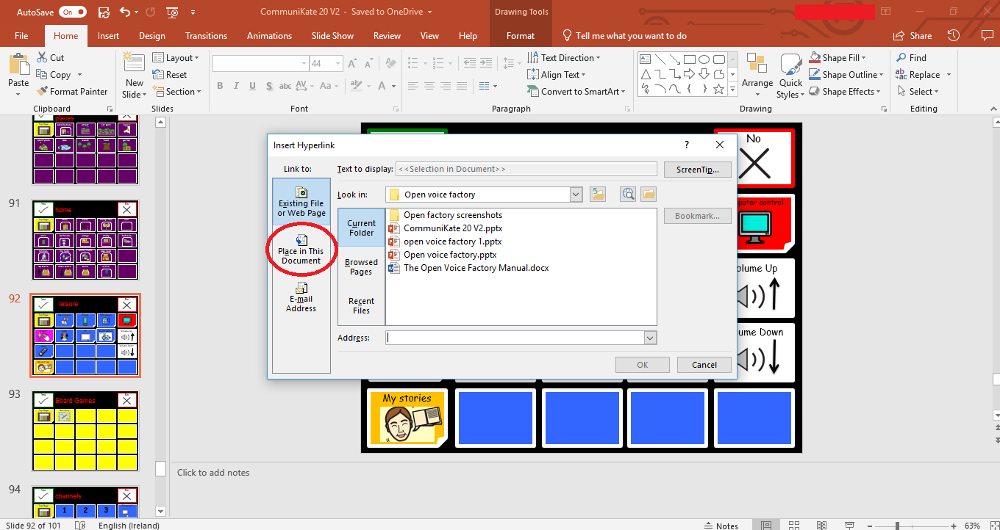 AutoSave On CommuniKate 20 V2 - Saved to OneDrive Drawing Tools
File Home Insert Design Transitions Animations Slide Show Review View Help Format Tell me what you want to do Share
Paste Cut Copy Format Painter
Clipboard
New Slide Layout Reset Section
Slides
44
B I U S abc AV Aa A
Font
Text Direction
Align Text
Convert to SmartArt
Paragraph
Arrange Quick Styles
Shape Fill
Shape Outline
Shape Effects
Drawing
Find
Replace
Select
Editing
places
91
home
92
leisure
My stories
93
Board Games
94
channels
1 2 3
Insert Hyperlink ?
Link to:
Existing File or Web Page
Place in This Document
E-mail Address
Text to display: <<Selection in Document>> ScreenTip...
Look in: Open voice factory
Bookmark...
Current Folder
Browsed Pages
Recent Files
Open factory screenshots
CommuniKate 20 V2.pptx
open voice factory 1.pptx
Open voice factory.pptx
The Open Voice Factory Manual.docx
Address:
OK Cancel
No
puter control
olume Up
ume Down
My stories
Click to add notes
Slide 92 of 101 English (Ireland) Notes 63%